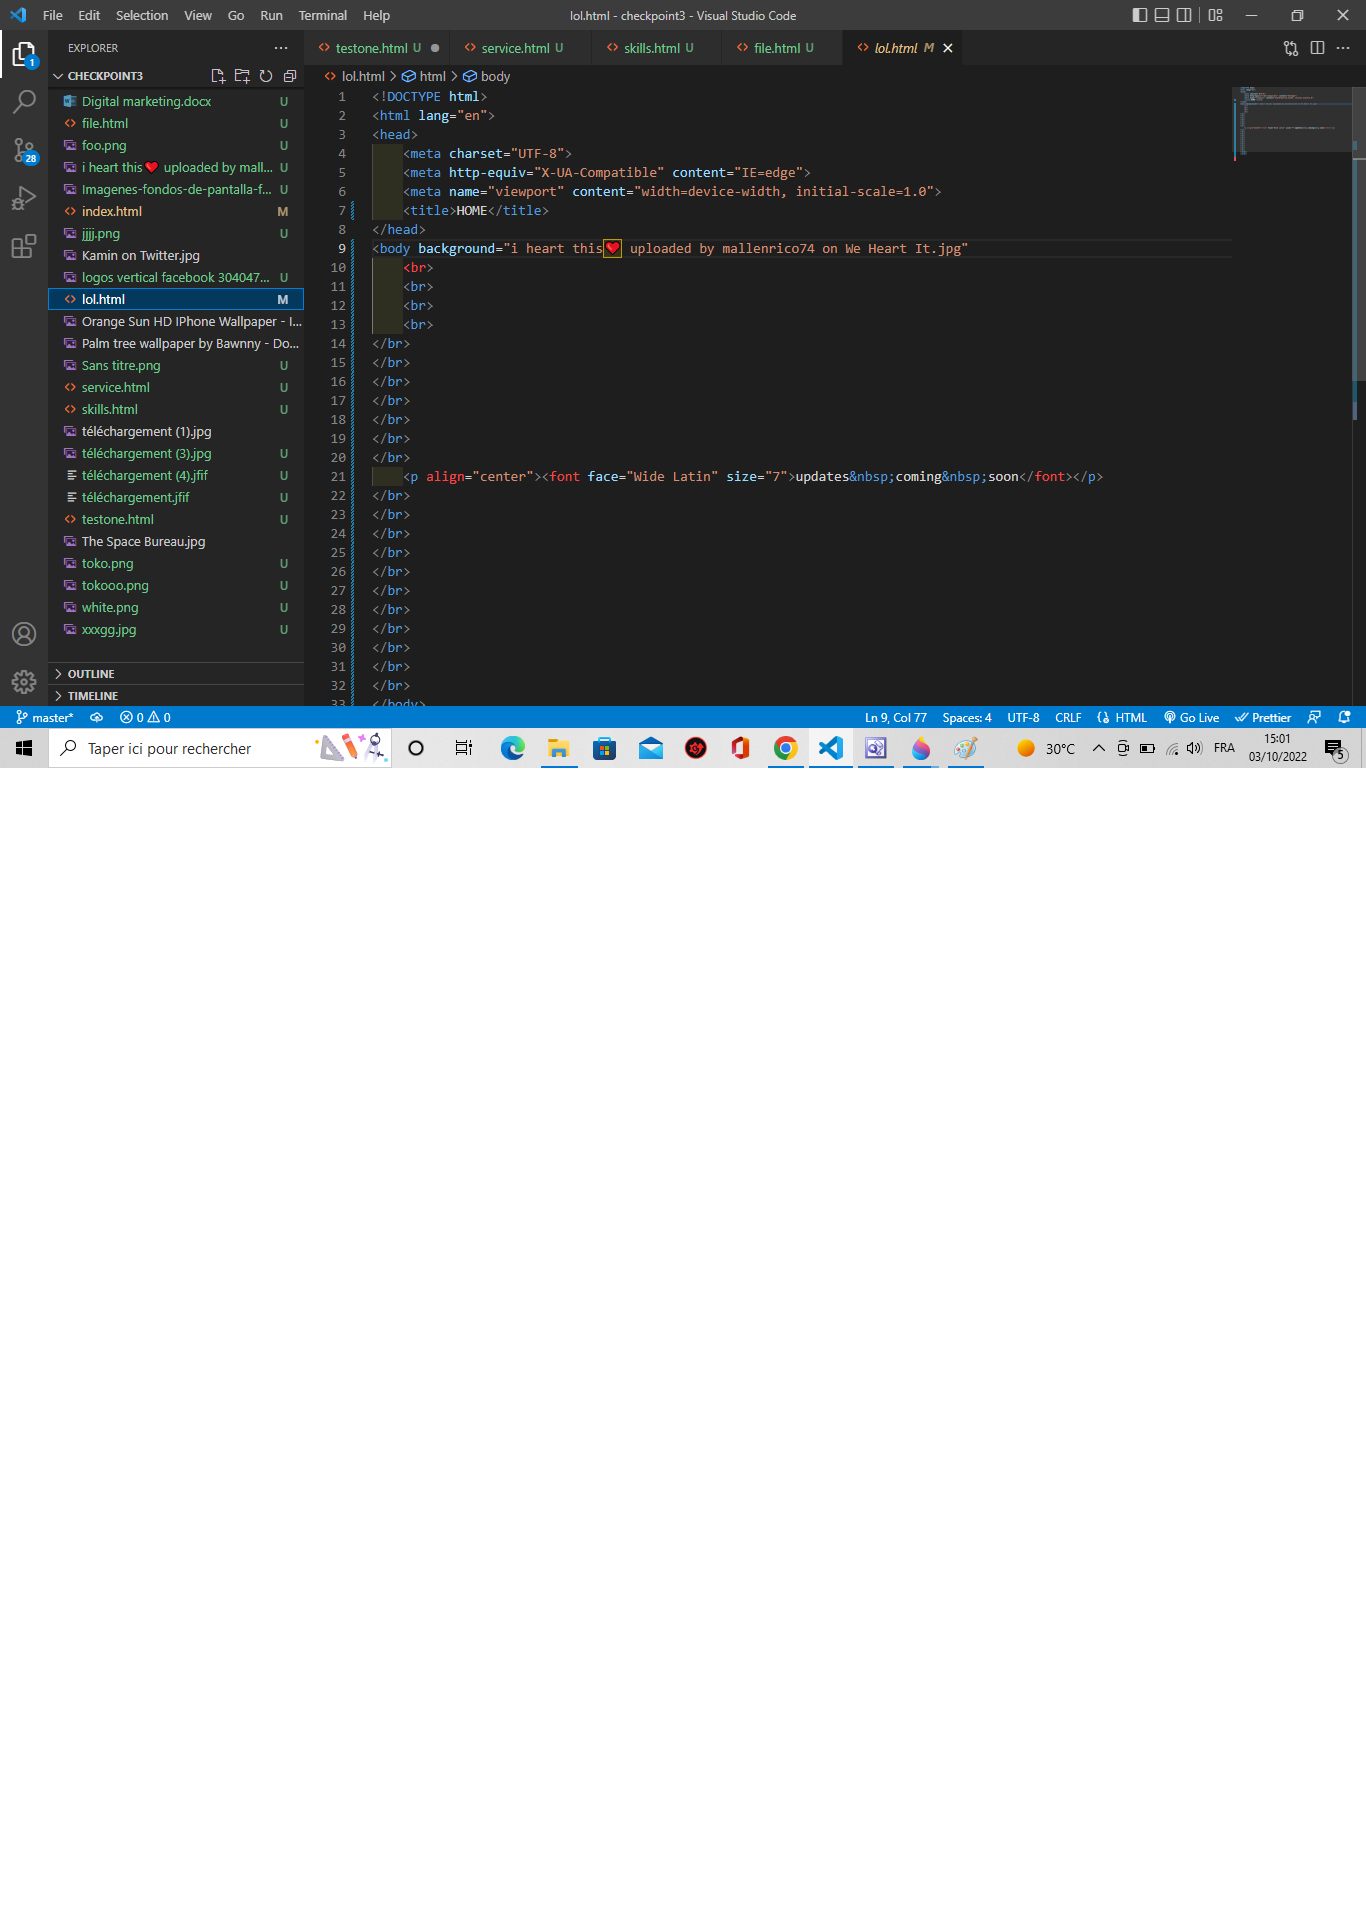 File Edit Selection View Go Run Terminal Help
lol.html - checkpoint3 - Visual Studio Code
EXPLORER
testone.html U
service.html U
skills.html U
file.html U
lol.html M
CHECKPOINT3
lol.html > html > body
Digital marketing.docx U
file.html U
foo.png U
i heart this❤️ uploaded by mall... U
Imagenes-fondos-de-pantalla-f... U
index.html M
jjjj.png U
Kamin on Twitter.jpg
logos vertical facebook 304047... U
lol.html M
Orange Sun HD IPhone Wallpaper - I...
Palm tree wallpaper by Bawnny - Do...
Sans titre.png U
service.html U
skills.html U
téléchargement (1).jpg
téléchargement (3).jpg U
téléchargement (4).jfif U
téléchargement.jfif U
testone.html U
The Space Bureau.jpg
toko.png U
tokooo.png U
white.png U
xxxgg.jpg U
OUTLINE
TIMELINE
1
28
1 <!DOCTYPE html>
2 <html lang="en">
3 <head>
4 <meta charset="UTF-8">
5 <meta http-equiv="X-UA-Compatible" content="IE=edge">
6 <meta name="viewport" content="width=device-width, initial-scale=1.0">
7 <title>HOME</title>
8 </head>
9 <body background="i heart this❤️ uploaded by mallenrico74 on We Heart It.jpg"
10 <br>
11 <br>
12 <br>
13 <br>
14 </br>
15 </br>
16 </br>
17 </br>
18 </br>
19 </br>
20 </br>
21 <p align="center"><font face="Wide Latin" size="7">updates&nbsp;coming&nbsp;soon</font></p>
22 </br>
23 </br>
24 </br>
25 </br>
26 </br>
27 </br>
28 </br>
29 </br>
30 </br>
31 </br>
32 </br>
33 </body>
master* 0 0
Ln 9, Col 77 Spaces: 4 UTF-8 CRLF HTML Go Live Prettier
Taper ici pour rechercher
30°C
FRA
15:01
03/10/2022
5